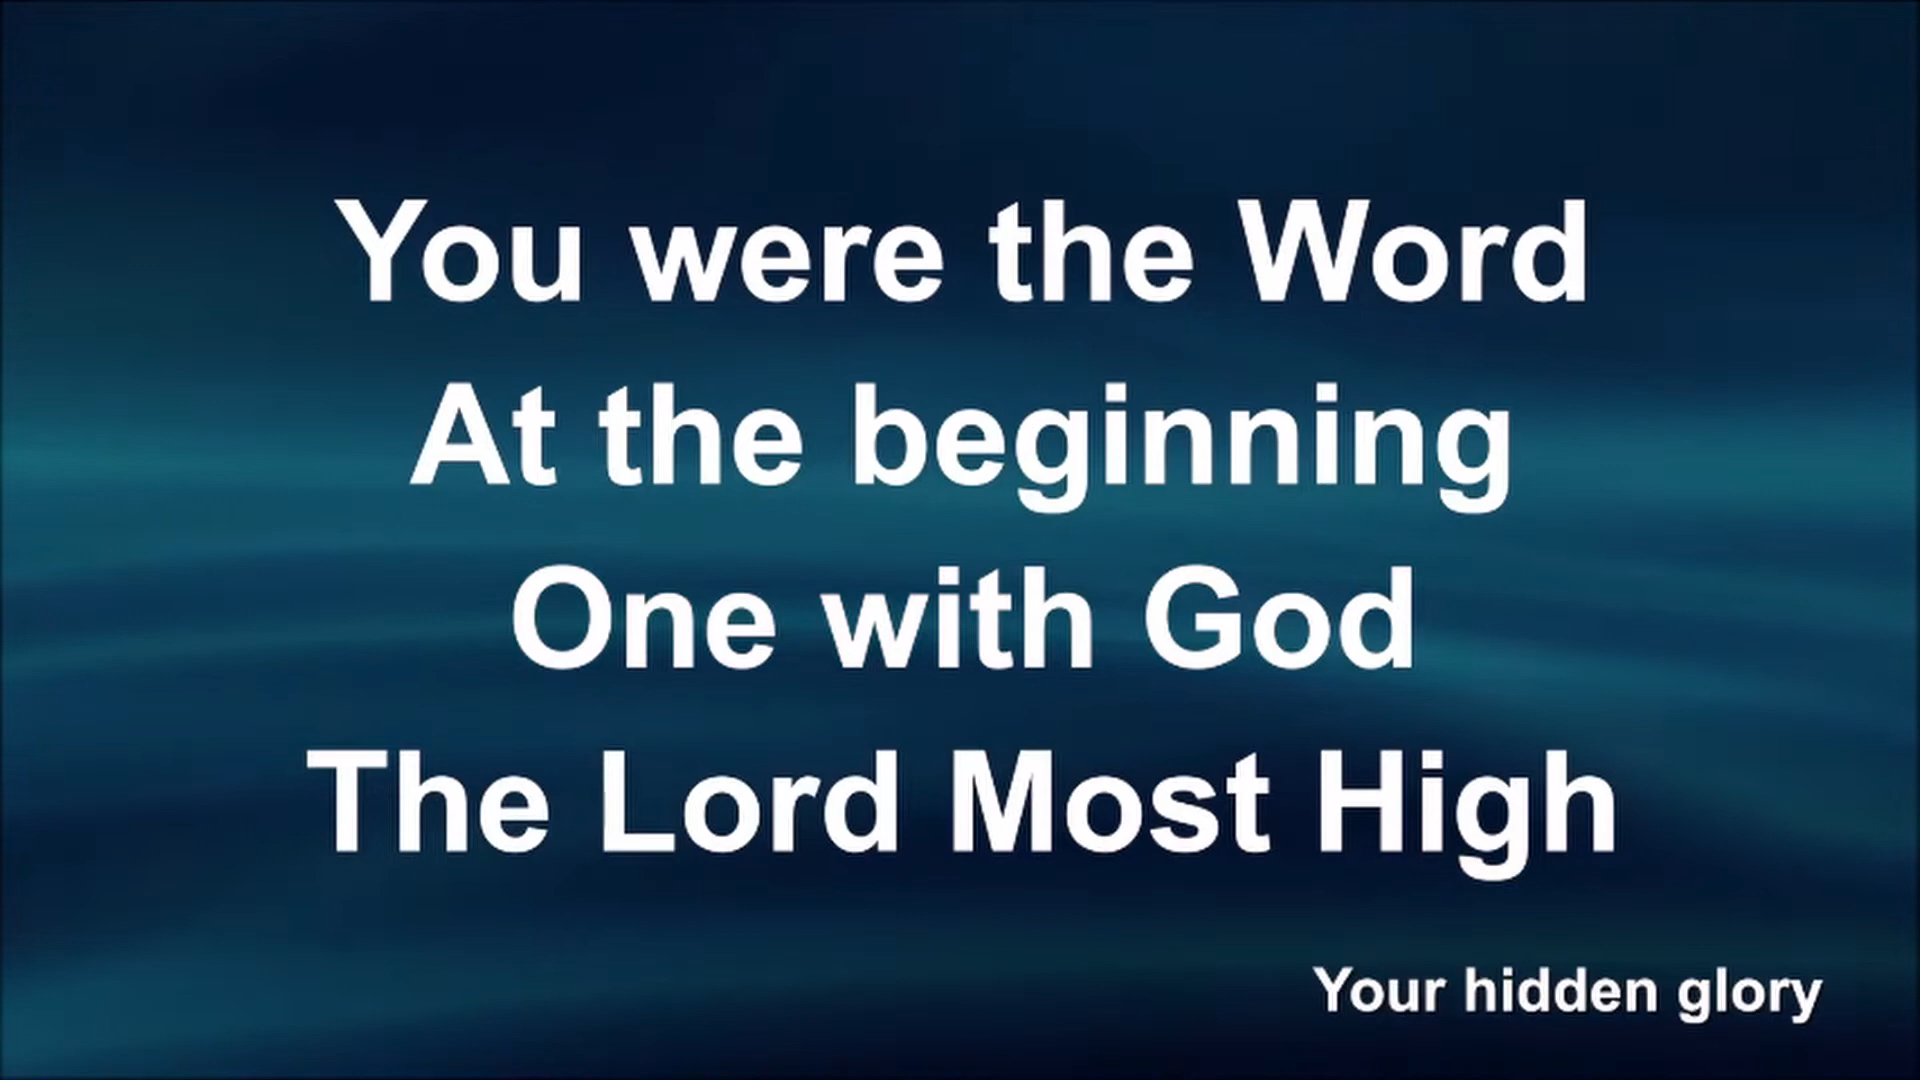 You were the Word
At the beginning
One with God
The Lord Most High
Your hidden glory